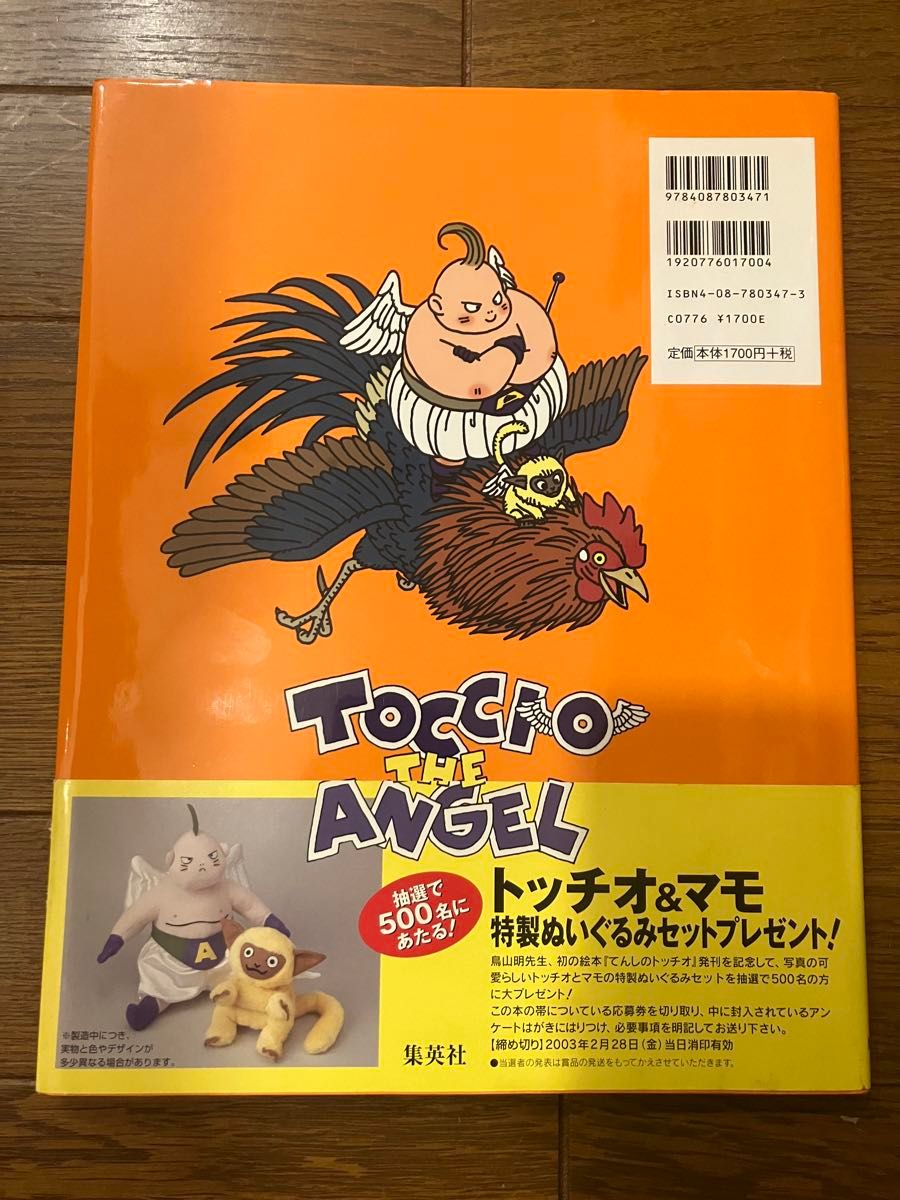 9784087803471
1920776017004
ISBN4-08-780347-3
C0776 ¥1700E
定価 本体1700円+税
TOCCIO
THE
ANGEL
A
抽選で
500名に
あたる!
トッチオ&マモ
特製ぬいぐるみセットプレゼント!
鳥山明先生、初の絵本『てんしのトッチオ』発刊を記念して、写真の可
愛らしいトッチオとマモの特製ぬいぐるみセットを抽選で500名の方
に大プレゼント!
この本の帯についている応募券を切り取り、中に封入されているアン
ケートはがきにはりつけ、必要事項を明記してお送り下さい。
【締め切り】2003年2月28日(金)当日消印有効
●当選者の発表は賞品の発送をもってかえさせていただきます。
A
※製造中につき、
実物と色やデザインが
多少異なる場合があります。
集英社